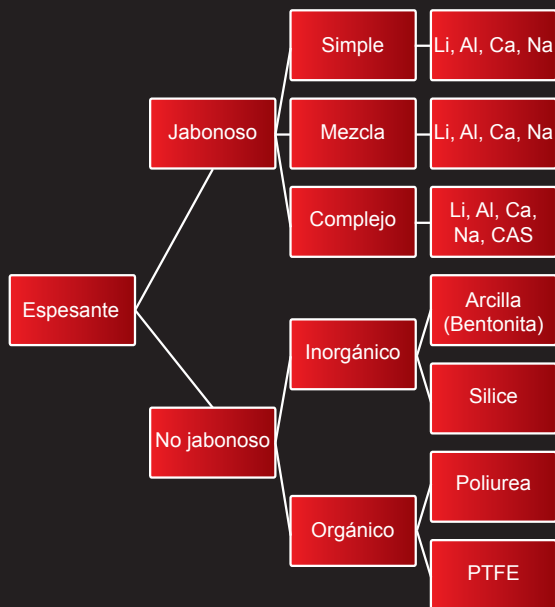 Espesante
Jabonoso
Simple
Li, Al, Ca, Na
Mezcla
Li, Al, Ca, Na
Complejo
Li, Al, Ca,
Na, CAS
No jabonoso
Inorgánico
Arcilla
(Bentonita)
Silice
Orgánico
Poliurea
PTFE